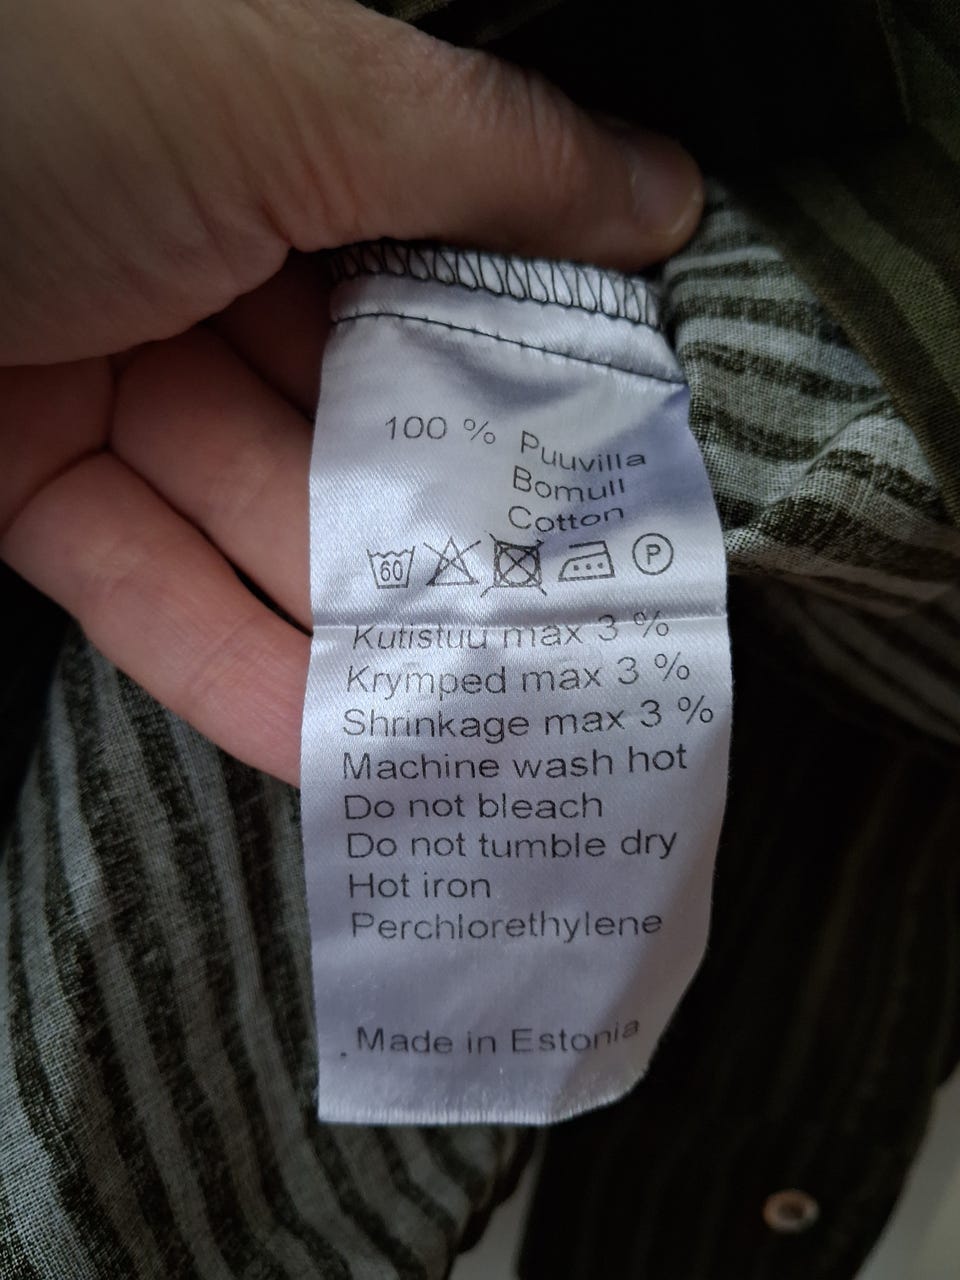 100 % Puuvilla
Bomull
Cotton
60 P
Kutistuu max 3 %
Krymped max 3 %
Shrinkage max 3 %
Machine wash hot
Do not bleach
Do not tumble dry
Hot iron
Perchlorethylene
Made in Estonia